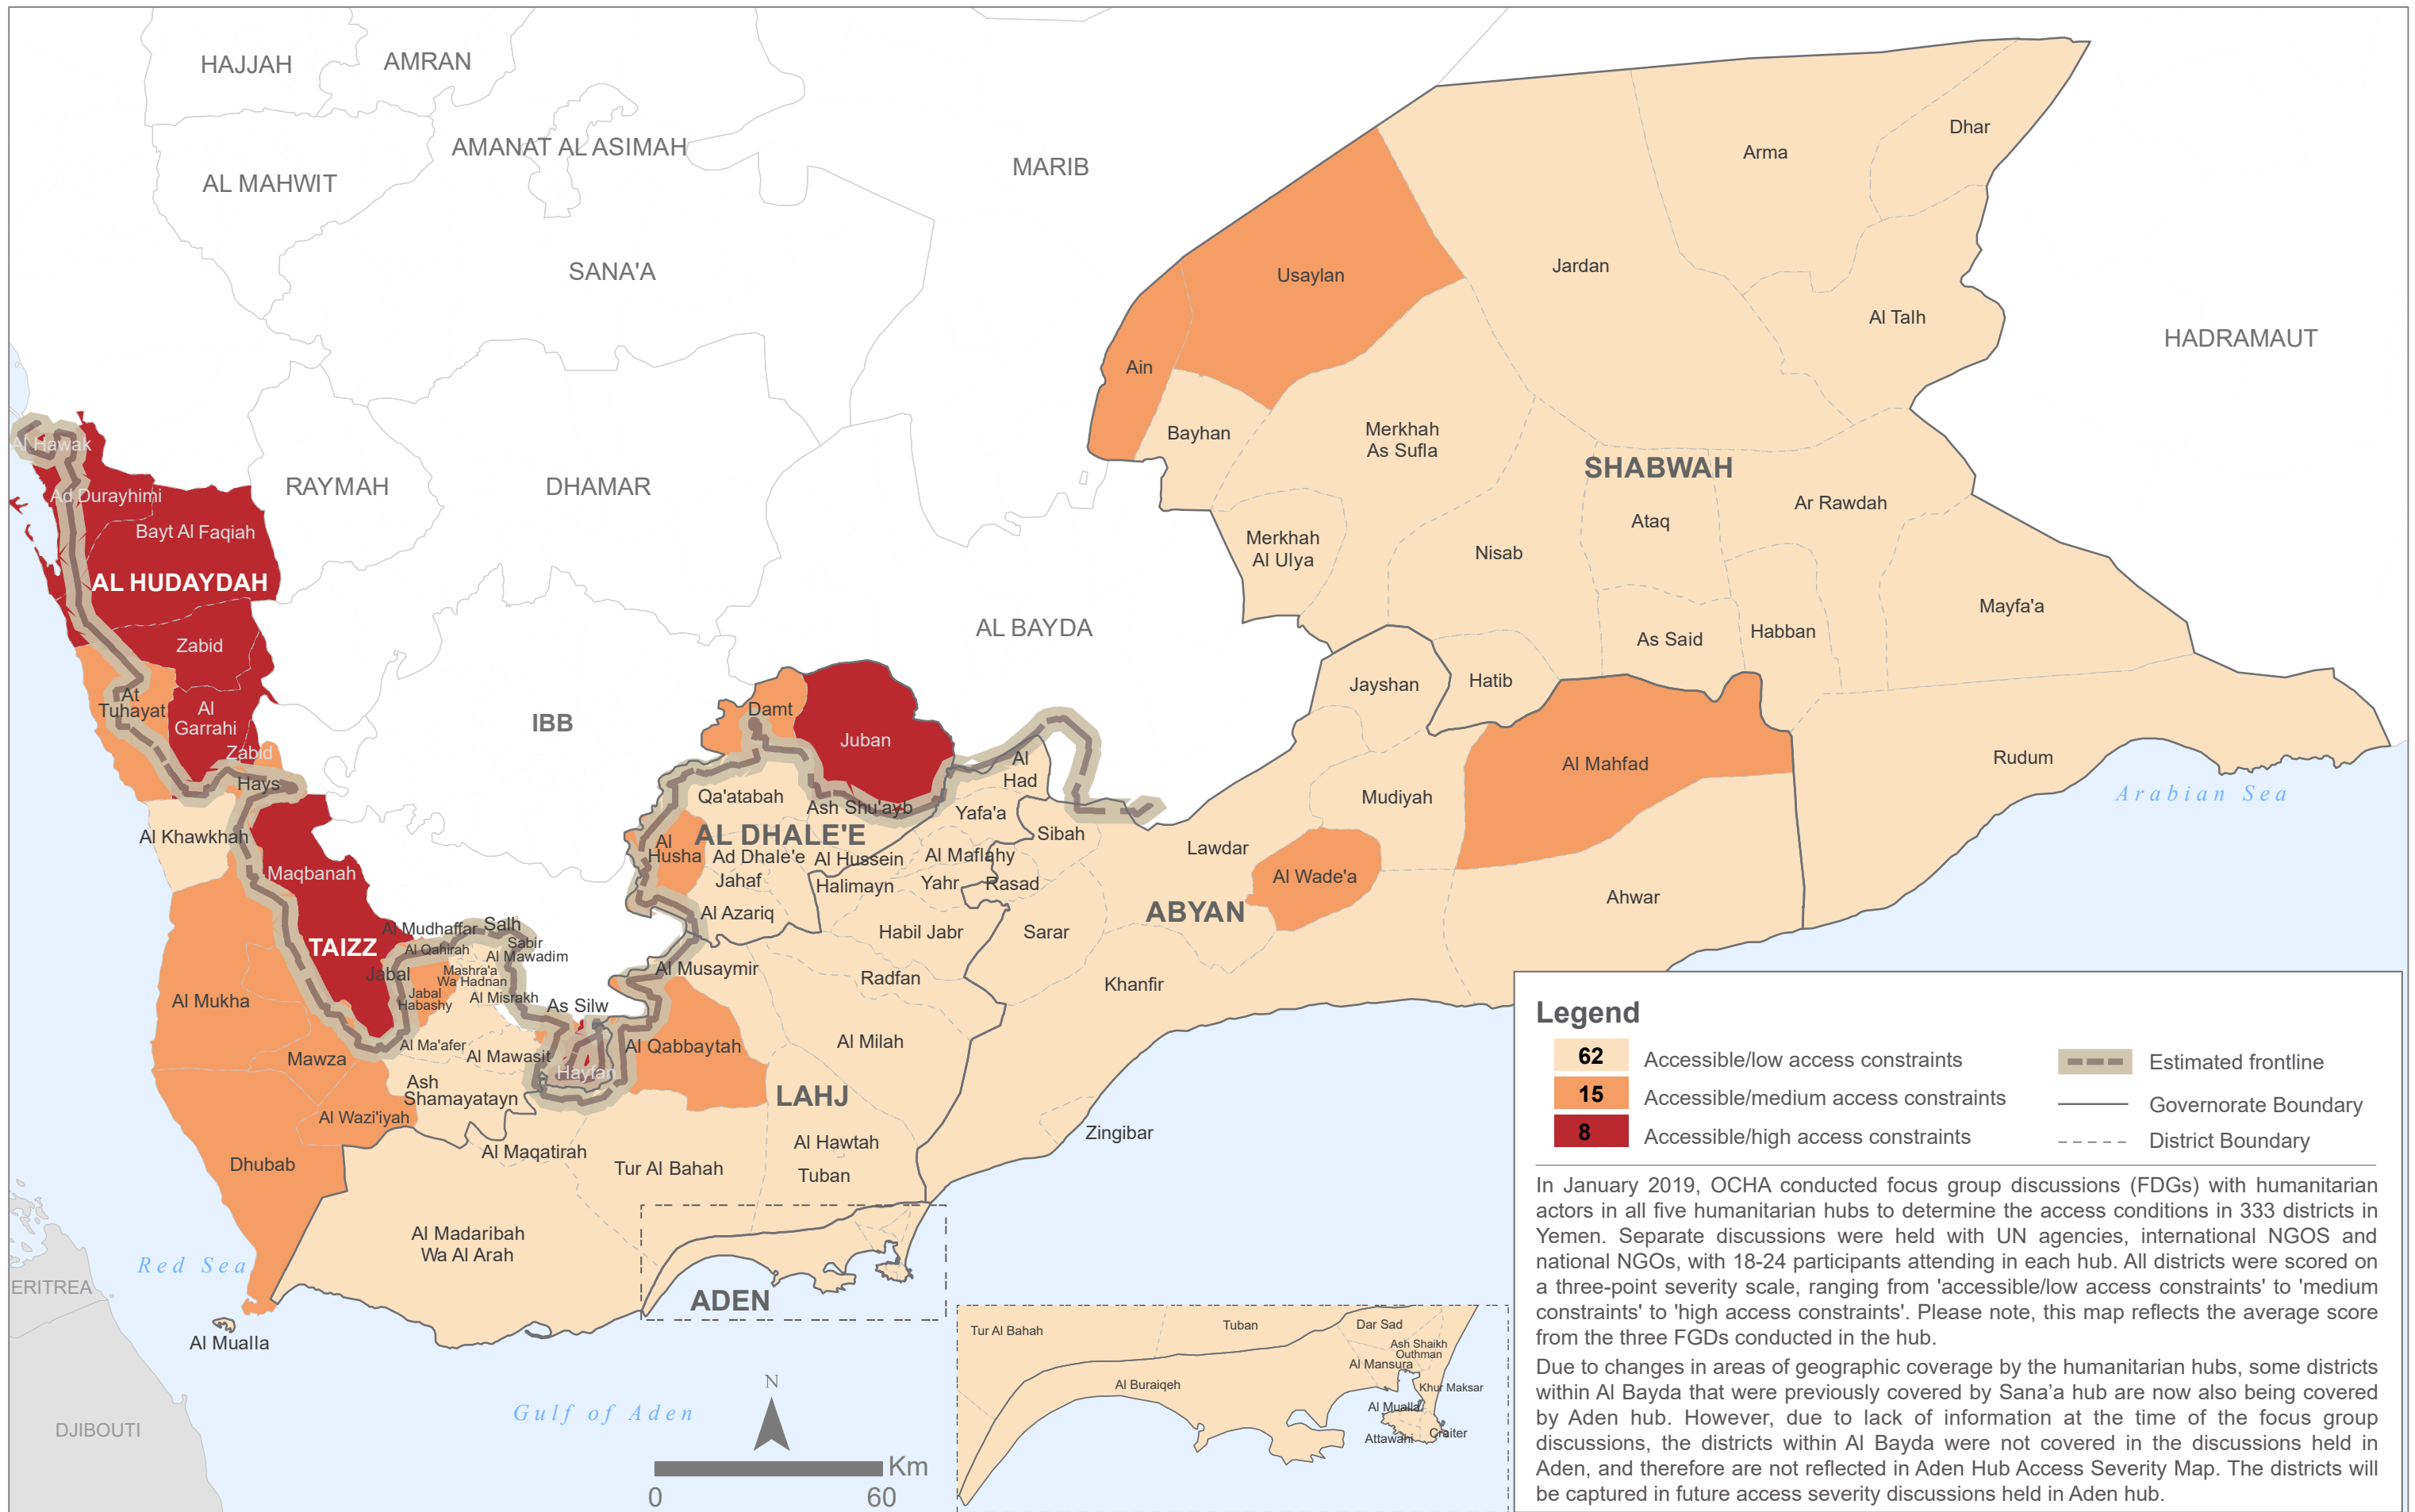 HAJJAH
AMRAN
AMANAT AL ASIMAH
AL MAHWIT
MARIB
SANA'A
HADRAMAUT
RAYMAH
DHAMAR
AL BAYDA
IBB
Dhar
Arma
Usaylan
Jardan
Al Talh
Ain
Bayhan
Merkhah
As Sufla
SHABWAH
Ar Rawdah
Ataq
Merkhah
Al Ulya
Nisab
Mayfa'a
As Said
Habban
Jayshan
Hatib
Rudum
Arabian Sea
Al Hawak
Ad Durayhimi
Bayt Al Faqiah
AL HUDAYDAH
Zabid
At
Tuhayat
Al
Garrahi
Zabid
Hays
Al Khawkhah
Maqbanah
TAIZZ
Al Mudhaffar
Salh
Al Qahirah
Sabir
Al Mawadim
Jabal
Mashra'a
Wa Hadnan
Jabal
Habashy
Al Misrakh
As Silw
Al Mukha
Al Ma'afer
Al Mawasit
Mawza
Hayfan
Ash
Shamayatayn
Al Wazi'iyah
Dhubab
Damt
Juban
Al
Had
Qa'atabah
Ash Shu'ayb
Yafa'a
AL DHALE'E
Al
Husha
Sibah
Ad Dhale'e
Al Hussein
Al Maflahy
Jahaf
Halimayn
Yahr
Rasad
Al Azariq
Habil Jabr
Sarar
Al Musaymir
Radfan
Al Qabbaytah
Al Milah
LAHJ
Al Hawtah
Al Maqatirah
Tur Al Bahah
Tuban
Al Madaribah
Wa Al Arah
ADEN
Al Mahfad
Mudiyah
Lawdar
Al Wade'a
ABYAN
Ahwar
Khanfir
Zingibar
Red Sea
ERITREA
Al Mualla
DJIBOUTI
Gulf of Aden
N
Km
0
60
Tur Al Bahah
Tuban
Dar Sad
Ash Shaikh
Outhman
Al Mansura
Al Buraiqeh
Khur Maksar
Al Mualla
Attawahi
Craiter
Legend
62 Accessible/low access constraints
15 Accessible/medium access constraints
8 Accessible/high access constraints
Estimated frontline
Governorate Boundary
District Boundary
In January 2019, OCHA conducted focus group discussions (FDGs) with humanitarian
actors in all five humanitarian hubs to determine the access conditions in 333 districts in
Yemen. Separate discussions were held with UN agencies, international NGOS and
national NGOs, with 18-24 participants attending in each hub. All districts were scored on
a three-point severity scale, ranging from 'accessible/low access constraints' to 'medium
constraints' to 'high access constraints'. Please note, this map reflects the average score
from the three FGDs conducted in the hub.
Due to changes in areas of geographic coverage by the humanitarian hubs, some districts
within Al Bayda that were previously covered by Sana’a hub are now also being covered
by Aden hub. However, due to lack of information at the time of the focus group
discussions, the districts within Al Bayda were not covered in the discussions held in
Aden, and therefore are not reflected in Aden Hub Access Severity Map. The districts will
be captured in future access severity discussions held in Aden hub.